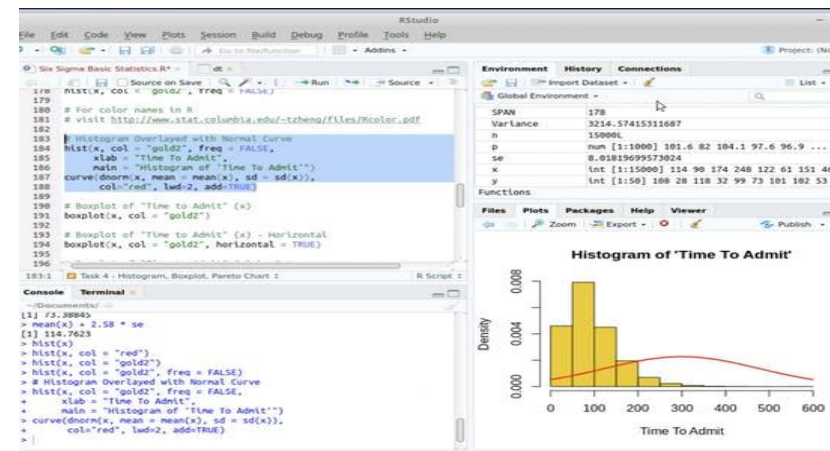 RStudio
File Edit Code View Plots Session Build Debug Profile Tools Help
Go to file/function Addins
Project: (No
Six Sigma Basic Statistics.R* dt
Source on Save Run Source
178 hist(x, col = "gold2", freq = FALSE)
179
180 # For color names in R
181 # visit http://www.stat.columbia.edu/~tzheng/files/Rcolor.pdf
182
183 # Histogram Overlayed with Normal Curve
184 hist(x, col = "gold2", freq = FALSE,
185 xlab = "Time To Admit",
186 main = "Histogram of 'Time To Admit'")
187 curve(dnorm(x, mean = mean(x), sd = sd(x)),
188 col="red", lwd=2, add=TRUE)
189
190 # Boxplot of "Time to Admit" (x)
191 boxplot(x, col = "gold2")
192
193 # Boxplot of "Time to Admit" (x) - Horizontal
194 boxplot(x, col = "gold2", horizontal = TRUE)
195
196
183:1 Task 4 - Histogram, Boxplot, Pareto Chart R Script
Console Terminal
~/Documents/
[1] 73.38845
> mean(x) + 2.58 * se
[1] 114.7623
> hist(x)
> hist(x, col = "red")
> hist(x, col = "gold2")
> hist(x, col = "gold2", freq = FALSE)
> # Histogram Overlayed with Normal Curve
> hist(x, col = "gold2", freq = FALSE,
+ xlab = "Time To Admit",
+ main = "Histogram of 'Time To Admit'")
> curve(dnorm(x, mean = mean(x), sd = sd(x)),
+ col="red", lwd=2, add=TRUE)
>
Environment History Connections
Import Dataset List
Global Environment
SPAN 178
Variance 3214.57415311687
n 15000L
p num [1:1000] 101.6 82 104.1 97.6 96.9 ...
se 8.01819695573024
x int [1:15000] 114 90 174 248 122 61 151 46
y int [1:50] 108 28 118 32 99 73 101 102 53
Functions
Files Plots Packages Help Viewer
Zoom Export Publish
Histogram of 'Time To Admit'
Density
0.000 0.004 0.008
0 100 200 300 400 500 600
Time To Admit